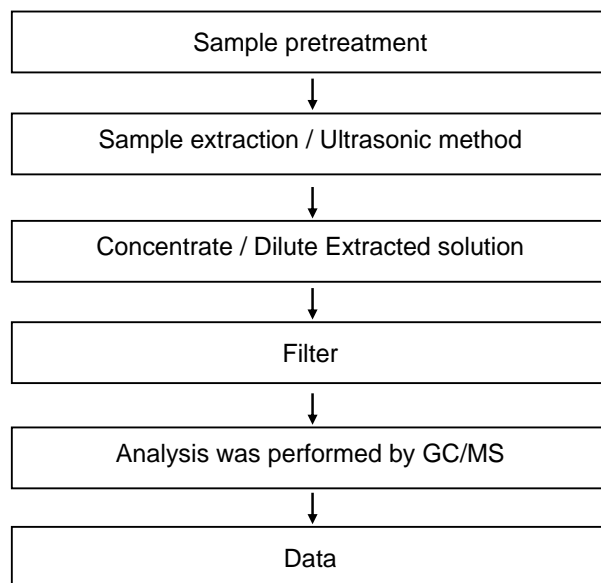 Sample pretreatment
Sample extraction / Ultrasonic method
Concentrate / Dilute Extracted solution
Filter
Analysis was performed by GC/MS
Data